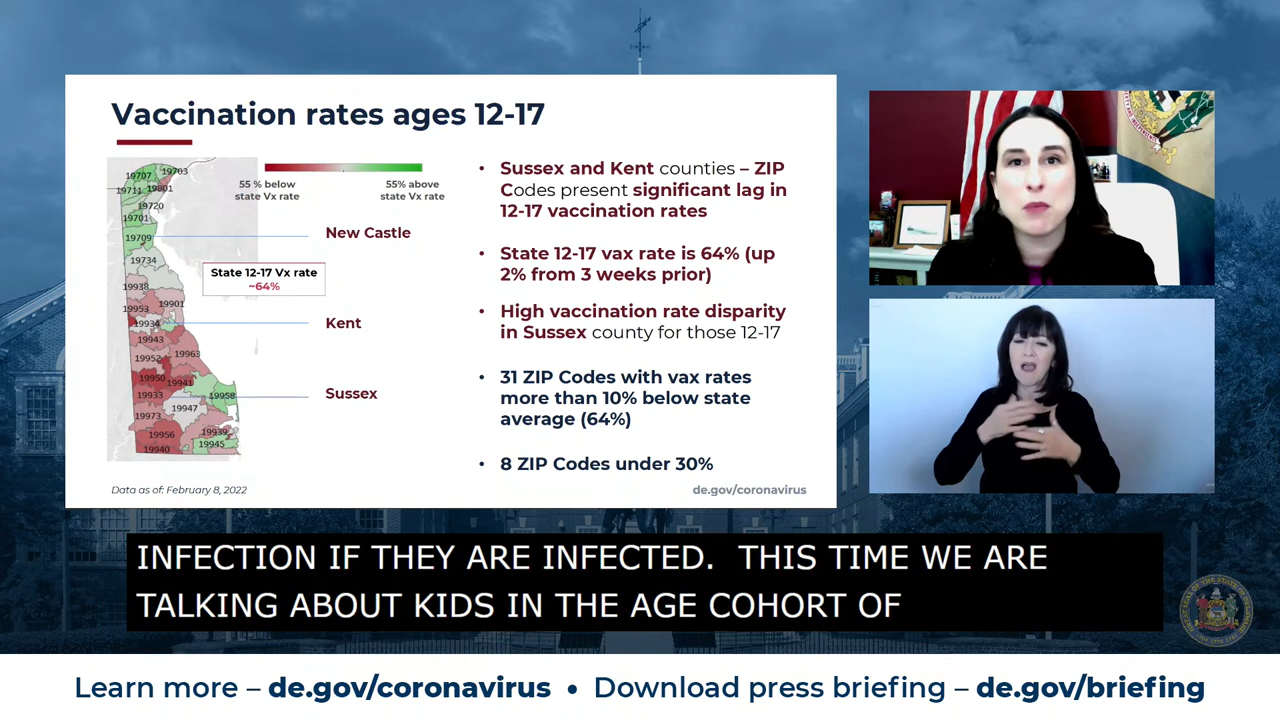 Vaccination rates ages 12-17
55 % below
state Vx rate
55% above
state Vx rate
19707
19703
19711
19801
19720
19701
19709
19734
19938
19953
19901
19934
19943
19952
19963
19950
19941
19933
19958
19947
19973
19956
19939
19945
19940
New Castle
State 12-17 Vx rate
~64%
Kent
Sussex
• Sussex and Kent counties – ZIP
Codes present significant lag in
12-17 vaccination rates
• State 12-17 vax rate is 64% (up
2% from 3 weeks prior)
• High vaccination rate disparity
in Sussex county for those 12-17
• 31 ZIP Codes with vax rates
more than 10% below state
average (64%)
• 8 ZIP Codes under 30%
Data as of: February 8, 2022
de.gov/coronavirus
INFECTION IF THEY ARE INFECTED. THIS TIME WE ARE
TALKING ABOUT KIDS IN THE AGE COHORT OF
Learn more – de.gov/coronavirus • Download press briefing – de.gov/briefing